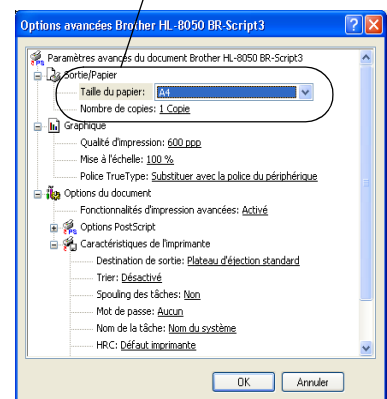 Options avancées Brother HL-8050 BR-Script3
Paramètres avancés du document Brother HL-8050 BR-Script3
Sortie/Papier
Taille du papier: A4
Nombre de copies: 1 Copie
Graphique
Qualité d'impression: 600 ppp
Mise à l'échelle: 100 %
Police TrueType: Substituer avec la police du périphérique
Options du document
Fonctionnalités d'impression avancées: Activé
Options PostScript
Caractéristiques de l'imprimante
Destination de sortie: Plateau d'éjection standard
Trier: Désactivé
Spouling des tâches: Non
Mot de passe: Aucun
Nom de la tâche: Nom du système
HRC: Défaut imprimante
OK Annuler